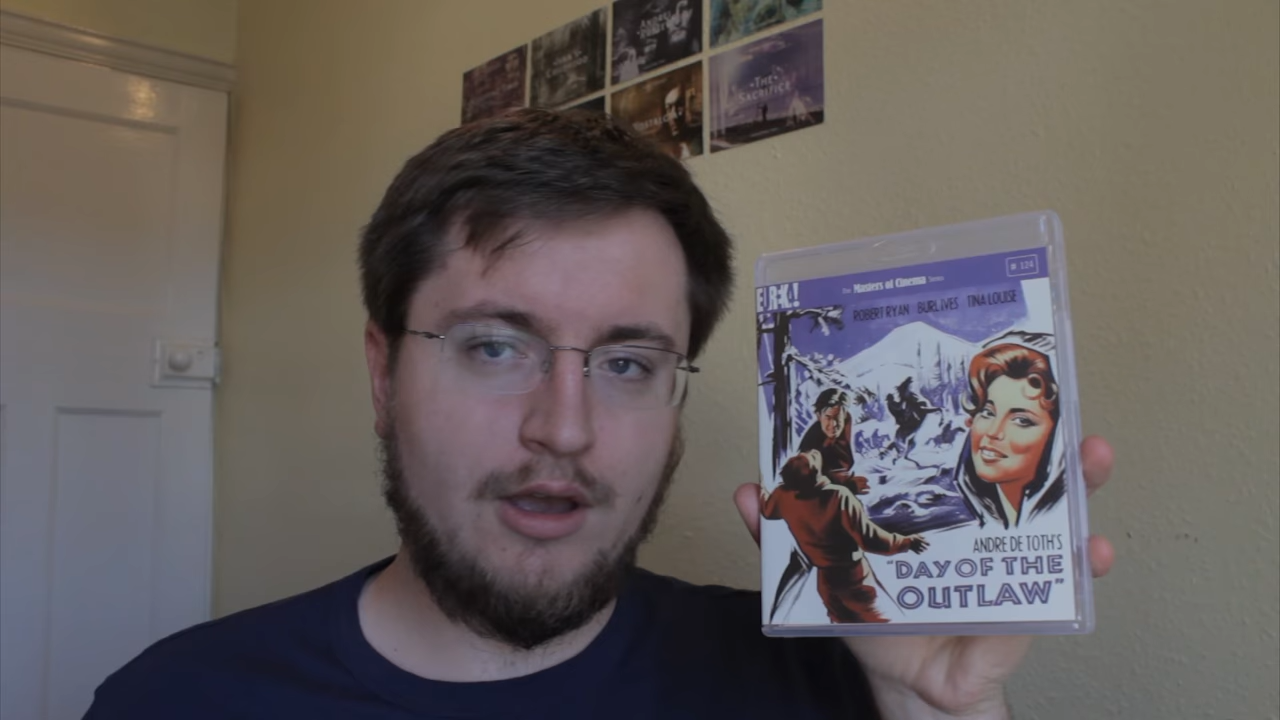 THE
SACRIFICE
NOSTALGIA
EUREKA!
The Masters of Cinema Series
# 124
ROBERT RYAN BURL IVES TINA LOUISE
ANDRE DE TOTH'S
"DAY OF THE
OUTLAW"